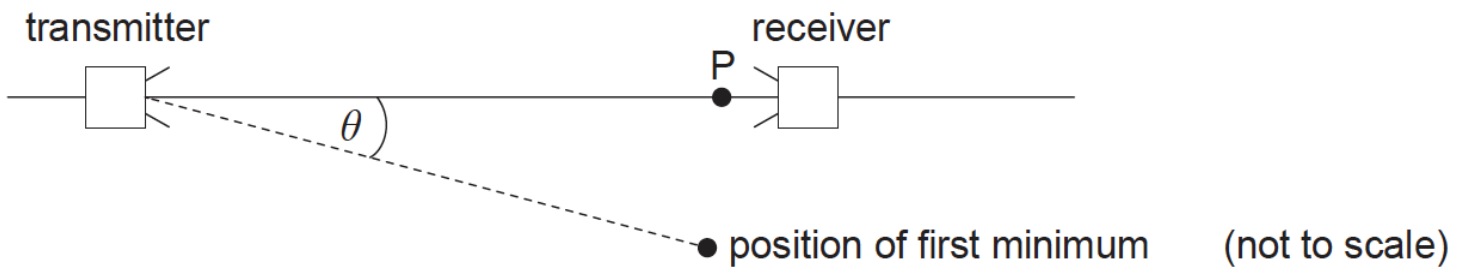 transmitter
receiver
P
θ
position of first minimum (not to scale)